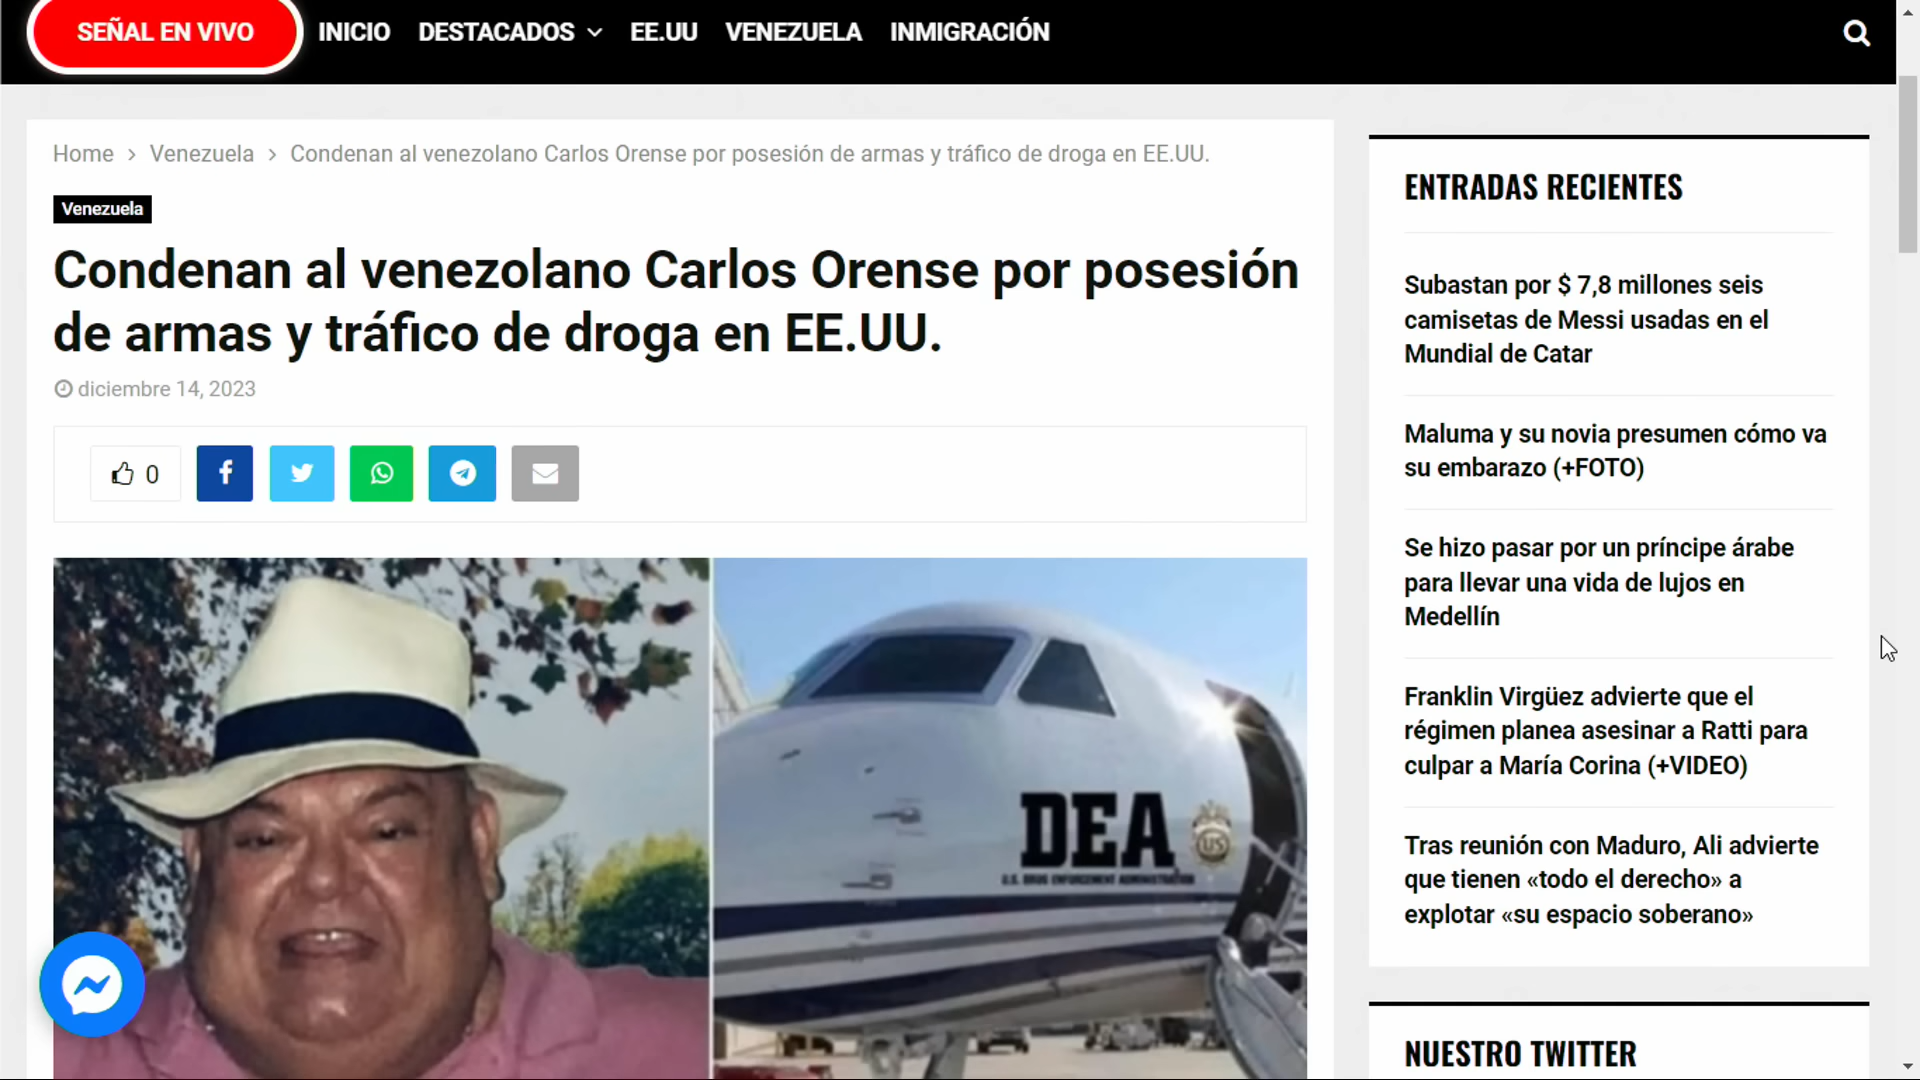 SEÑAL EN VIVO
INICIO
DESTACADOS
EE.UU
VENEZUELA
INMIGRACIÓN
Home > Venezuela > Condenan al venezolano Carlos Orense por posesión de armas y tráfico de droga en EE.UU.
Venezuela
Condenan al venezolano Carlos Orense por posesión
de armas y tráfico de droga en EE.UU.
diciembre 14, 2023
0
DEA
U.S. DRUG ENFORCEMENT ADMINISTRATION
US
ENTRADAS RECIENTES
Subastan por $ 7,8 millones seis
camisetas de Messi usadas en el
Mundial de Catar
Maluma y su novia presumen cómo va
su embarazo (+FOTO)
Se hizo pasar por un príncipe árabe
para llevar una vida de lujos en
Medellín
Franklin Virgüez advierte que el
régimen planea asesinar a Ratti para
culpar a María Corina (+VIDEO)
Tras reunión con Maduro, Ali advierte
que tienen «todo el derecho» a
explotar «su espacio soberano»
NUESTRO TWITTER